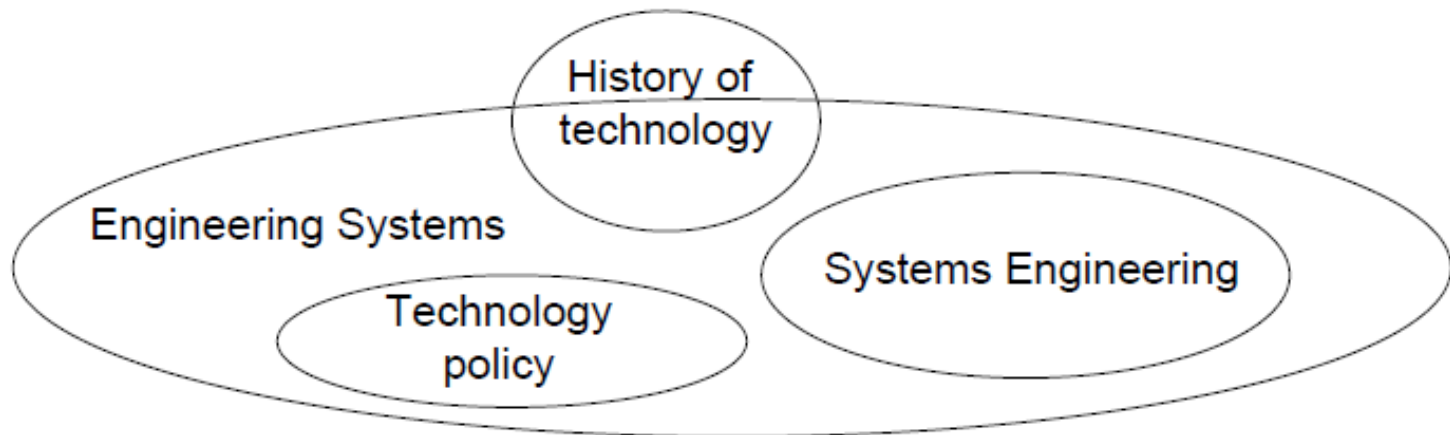 History of
technology
Engineering Systems
Systems Engineering
Technology
policy